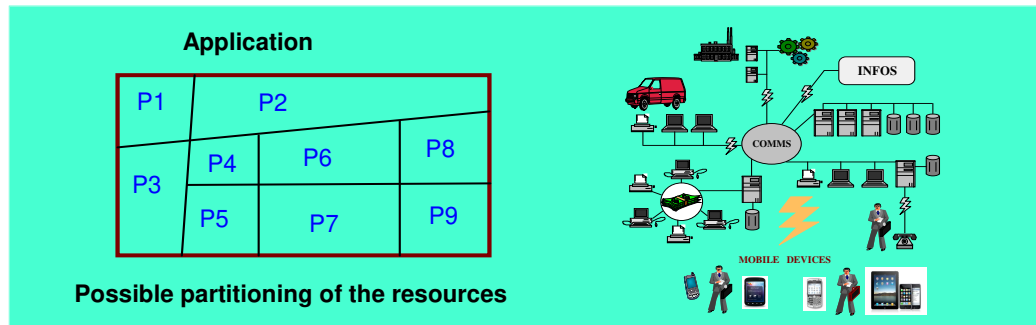 Application
P1
P2
P3
P4
P6
P8
P5
P7
P9
Possible partitioning of the resources
INFOS
COMMS
MOBILE DEVICES